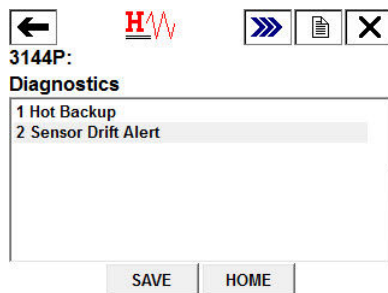 H
3144P:
Diagnostics
1 Hot Backup
2 Sensor Drift Alert
SAVE HOME